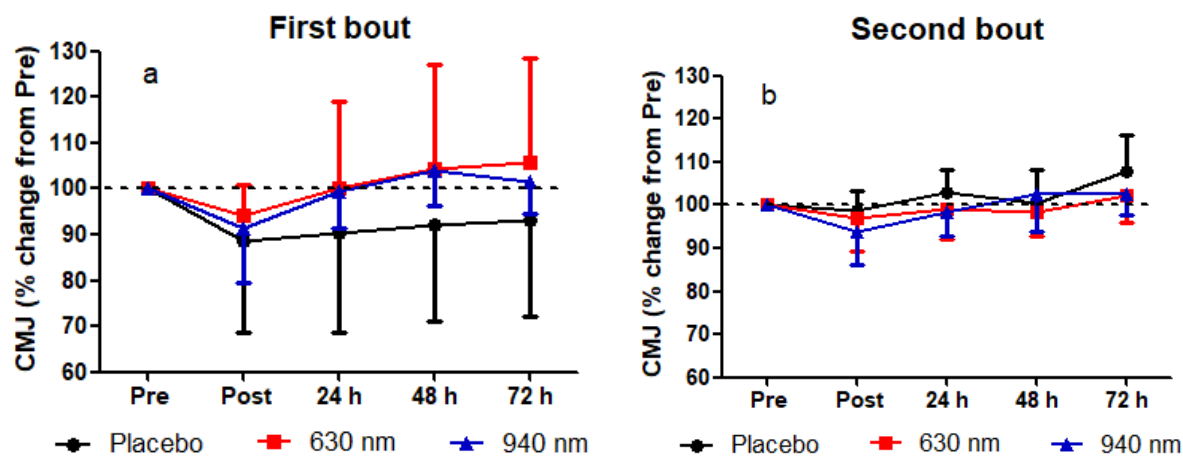 First bout
CMJ (% change from Pre)
a
130
120
110
100
90
80
70
60
Pre Post 24 h 48 h 72 h
Placebo 630 nm 940 nm
Second bout
CMJ (% change from Pre)
b
130
120
110
100
90
80
70
60
Pre Post 24 h 48 h 72 h
Placebo 630 nm 940 nm